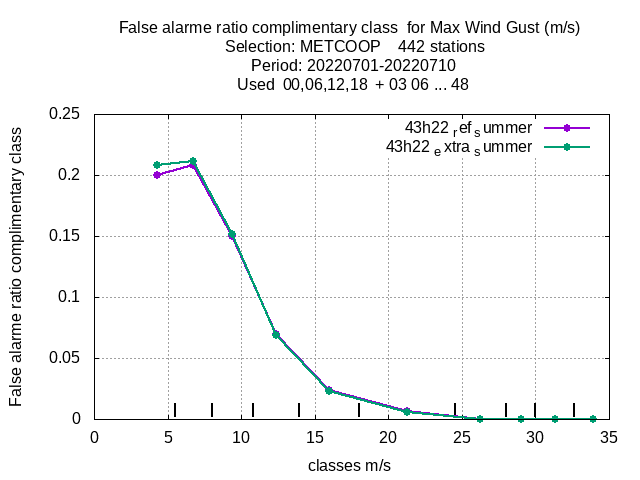 False alarme ratio complimentary class  for Max Wind Gust (m/s)
Selection: METCOOP    442 stations
Period: 20220701-20220710
Used  00,06,12,18  + 03 06 ... 48
43h22 ref summer
43h22 extra summer
False alarme ratio complimentary class
0.25
0.2
0.15
0.1
0.05
0
0 5 10 15 20 25 30 35
classes m/s